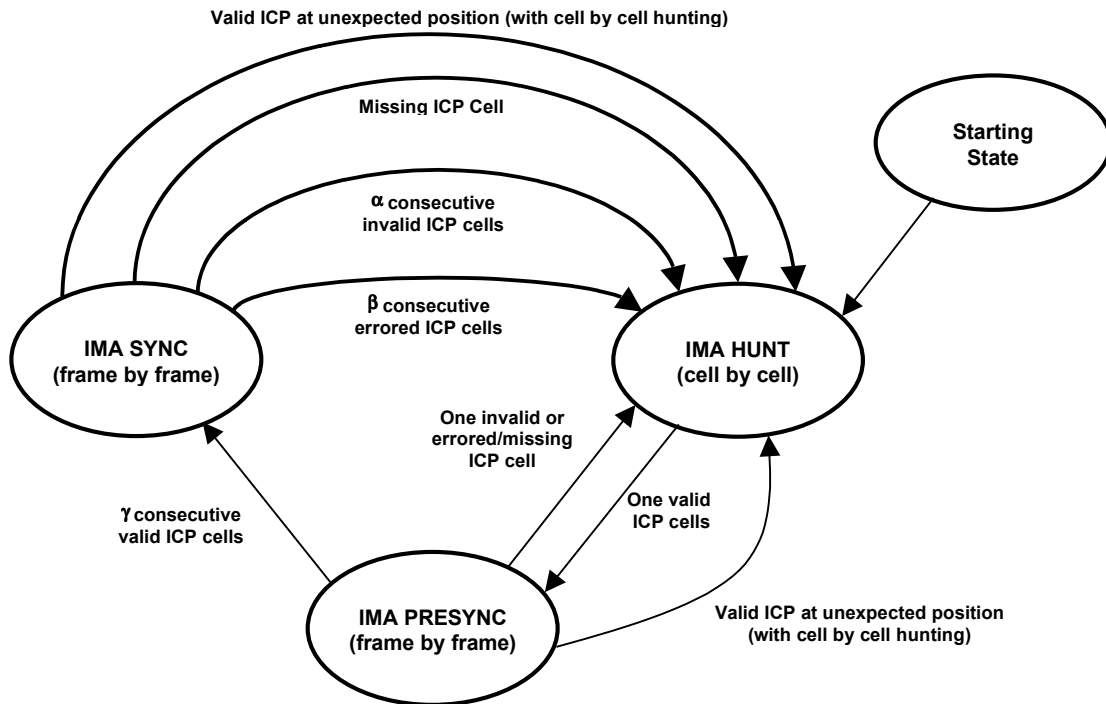 Valid ICP at unexpected position (with cell by cell hunting)
Missing ICP Cell
Starting
State
α consecutive
invalid ICP cells
β consecutive
errored ICP cells
IMA SYNC
(frame by frame)
IMA HUNT
(cell by cell)
One invalid or
errored/missing
ICP cell
γ consecutive
valid ICP cells
One valid
ICP cells
IMA PRESYNC
(frame by frame)
Valid ICP at unexpected position
(with cell by cell hunting)